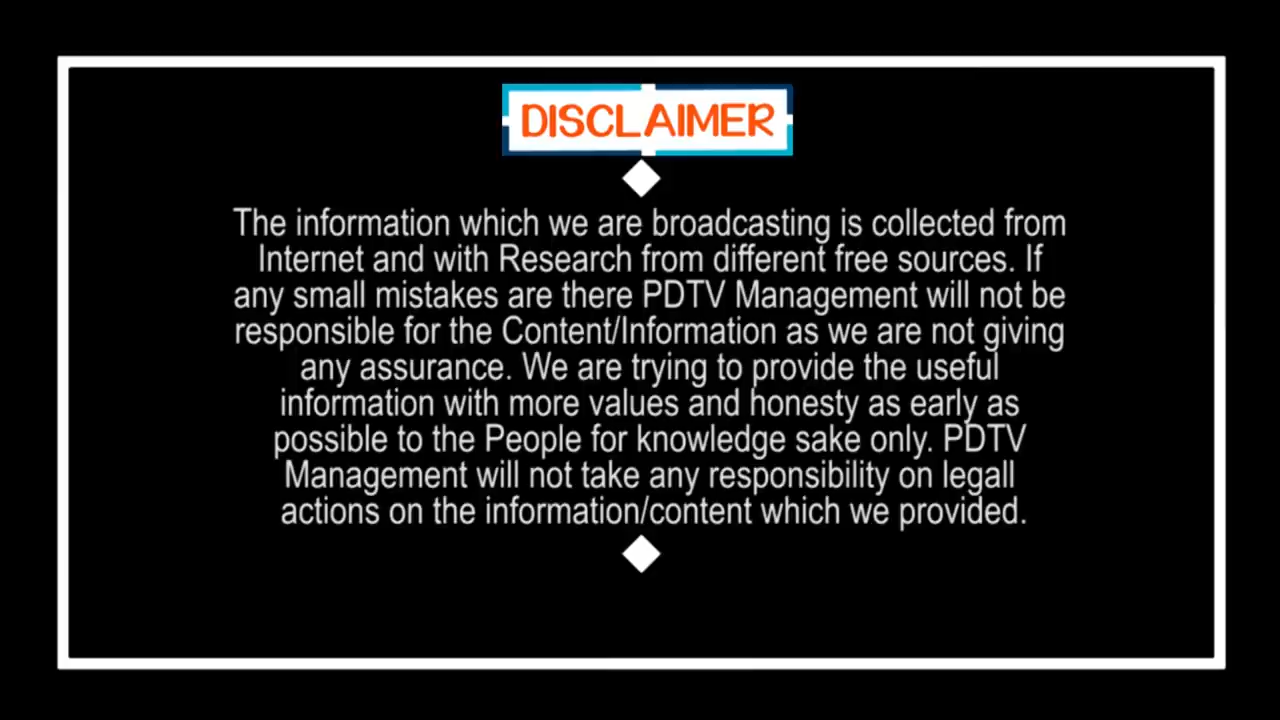 DISCLAIMER
The information which we are broadcasting is collected from
Internet and with Research from different free sources. If
any small mistakes are there PDTV Management will not be
responsible for the Content/Information as we are not giving
any assurance. We are trying to provide the useful
information with more values and honesty as early as
possible to the People for knowledge sake only. PDTV
Management will not take any responsibility on legall
actions on the information/content which we provided.